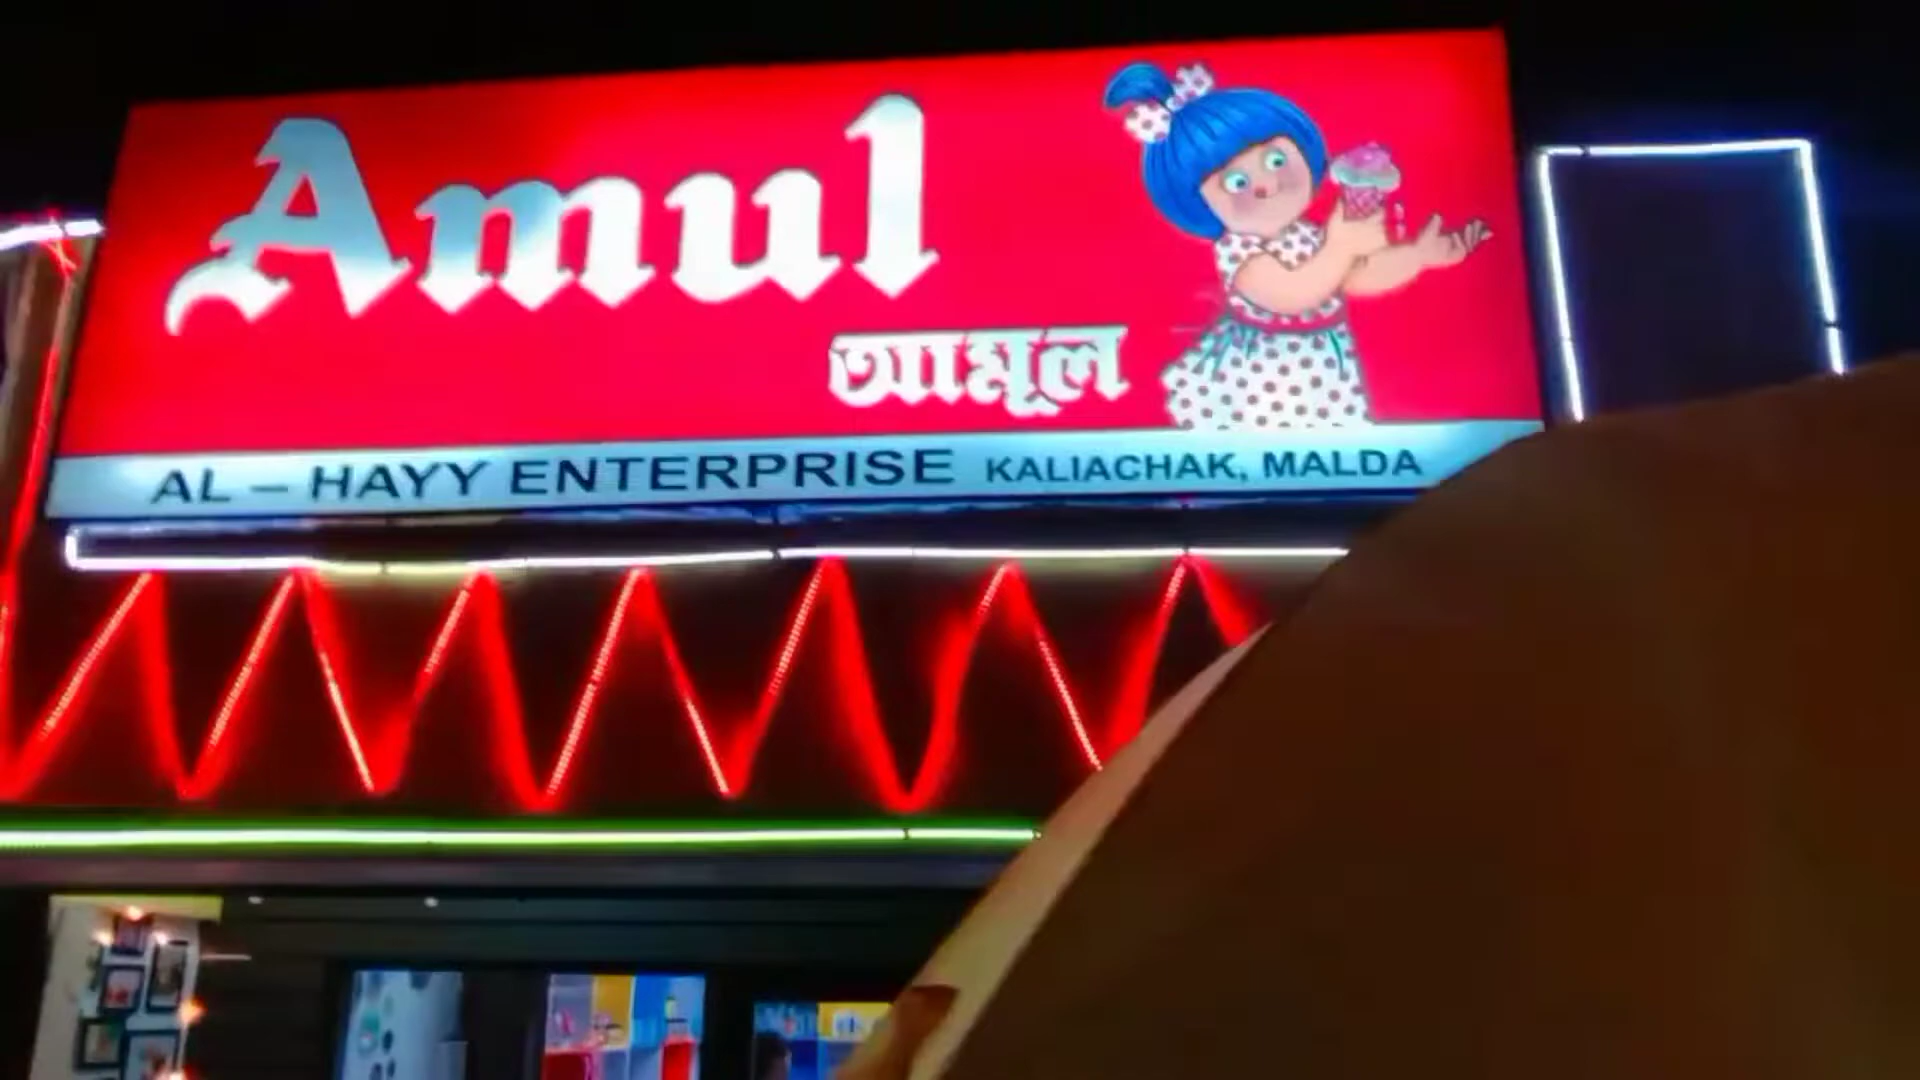 Amul
আমূল
AL – HAYY ENTERPRISE KALIACHAK, MALDA